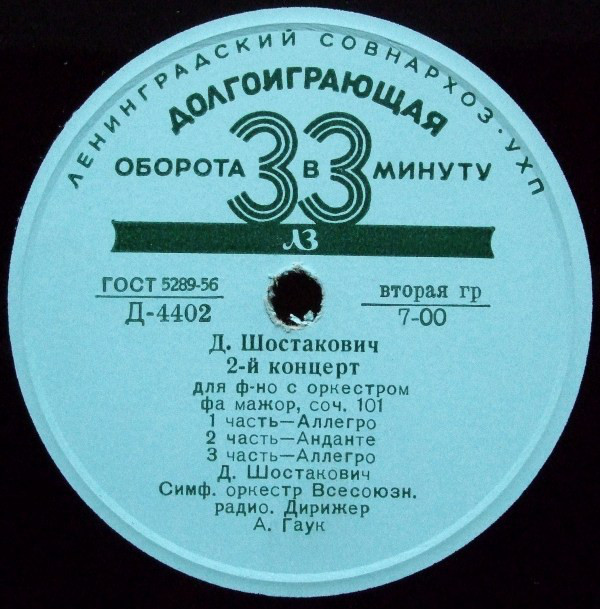 ЛЕНИНГРАДСКИЙ СОВНАРХОЗ·УХП
ДОЛГОИГРАЮЩАЯ
ОБОРОТА 33 В МИНУТУ
ЛЗ
ГОСТ 5289-56
Д-4402
вторая гр
7-00
Д. Шостакович
2-й концерт
для ф-но с оркестром
фа мажор, соч. 101
1 часть—Аллегро
2 часть—Анданте
3 часть—Аллегро
Д. Шостакович
Симф. оркестр Всесоюзн.
радио. Дирижер
А. Гаук